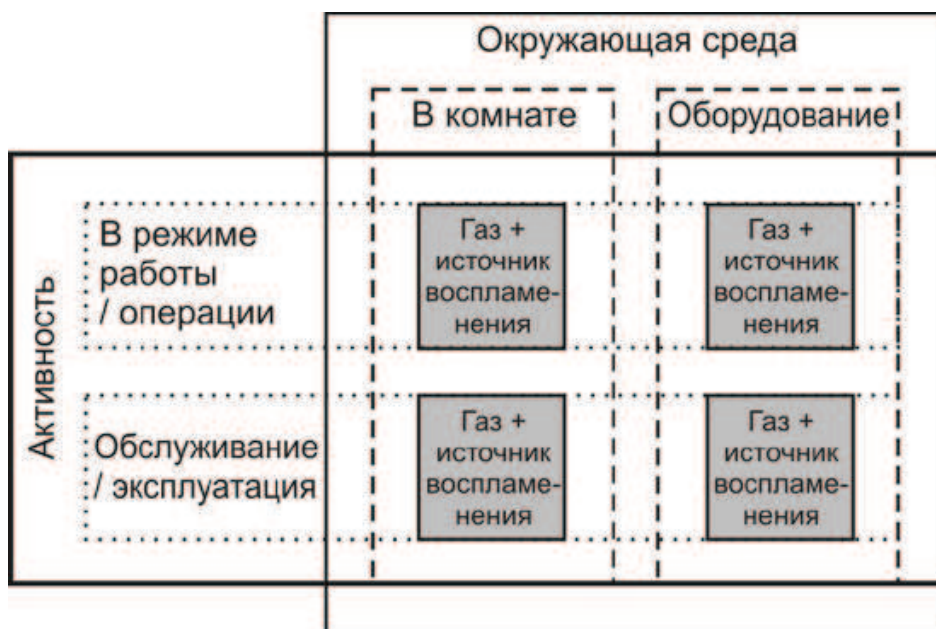 Окружающая среда
В комнате
Оборудование
Активность
В режиме
работы
/ операции
Газ +
источник
воспламе-
нения
Газ +
источник
воспламе-
нения
Обслуживание
/ эксплуатация
Газ +
источник
воспламе-
нения
Газ +
источник
воспламе-
нения